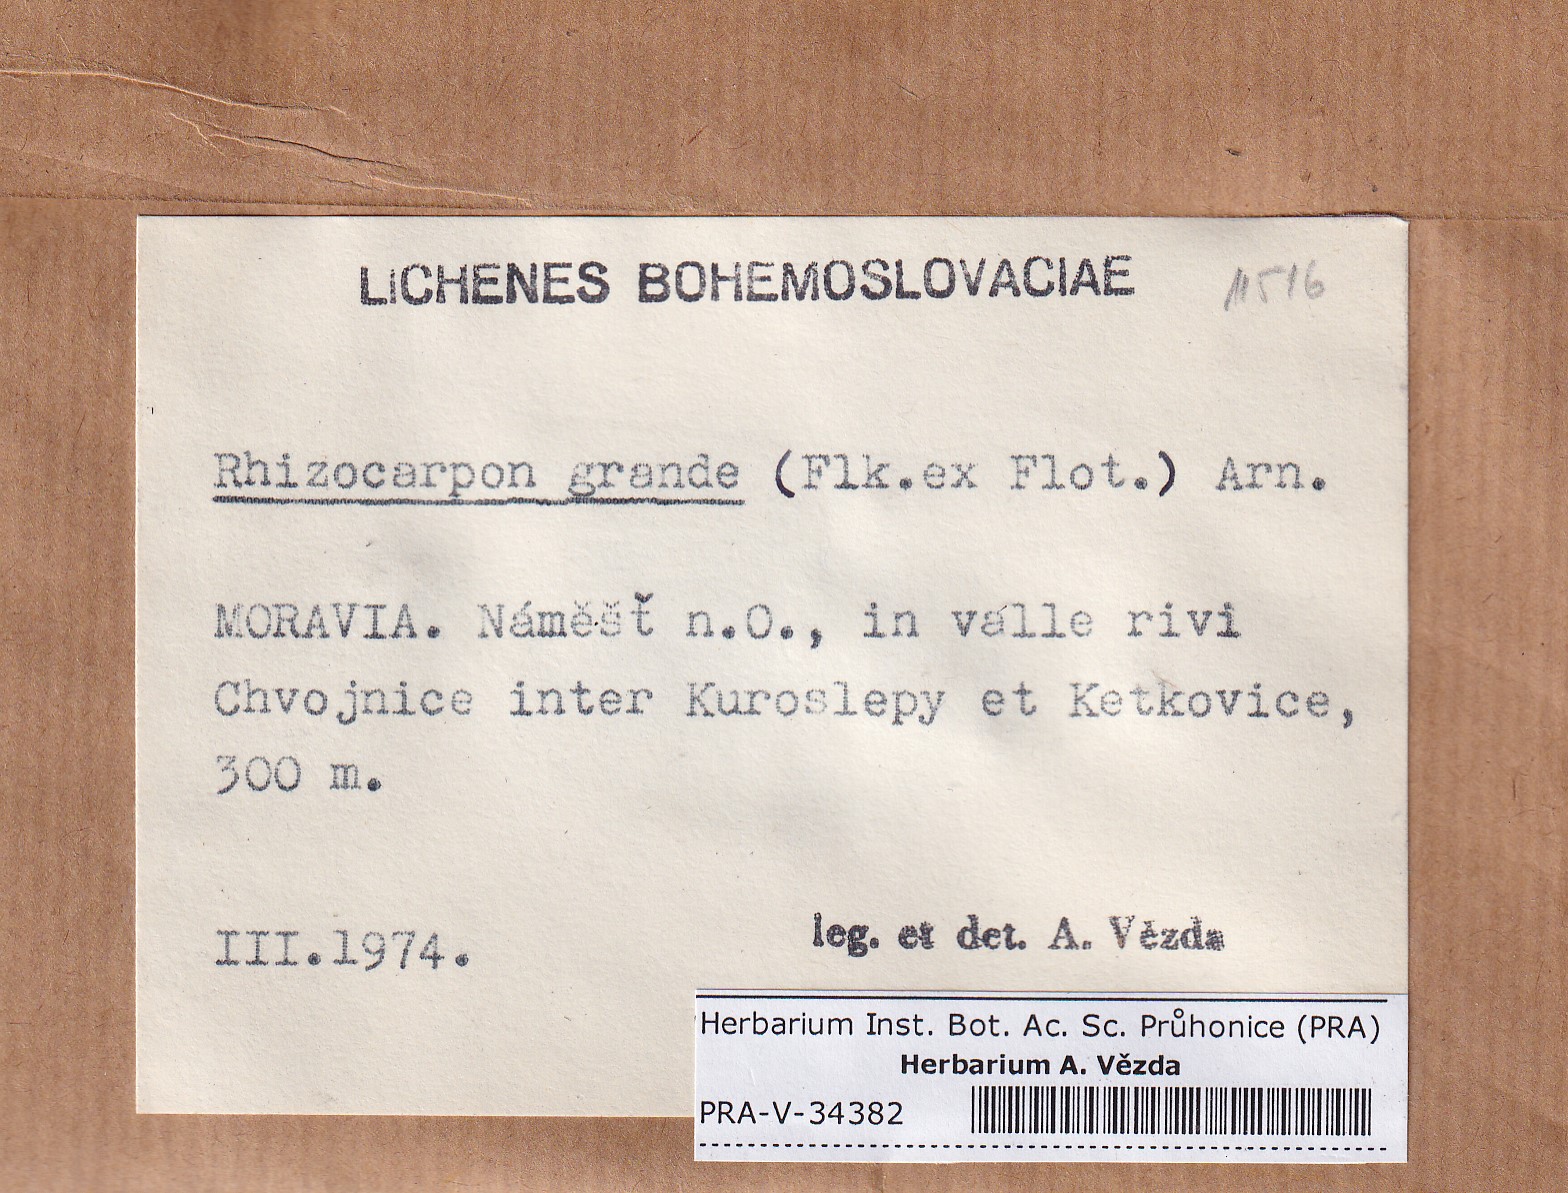 LICHENES BOHEMOSLOVACIAE
11516
Rhizocarpon grande (Flk.ex Flot.) Arn.
MORAVIA. Náměšť n.O., in valle rivi
Chvojnice inter Kuroslepy et Ketkovice,
300 m.
III.1974.
leg. et det. A. Vězda
Herbarium Inst. Bot. Ac. Sc. Průhonice (PRA)
Herbarium A. Vězda
PRA-V-34382